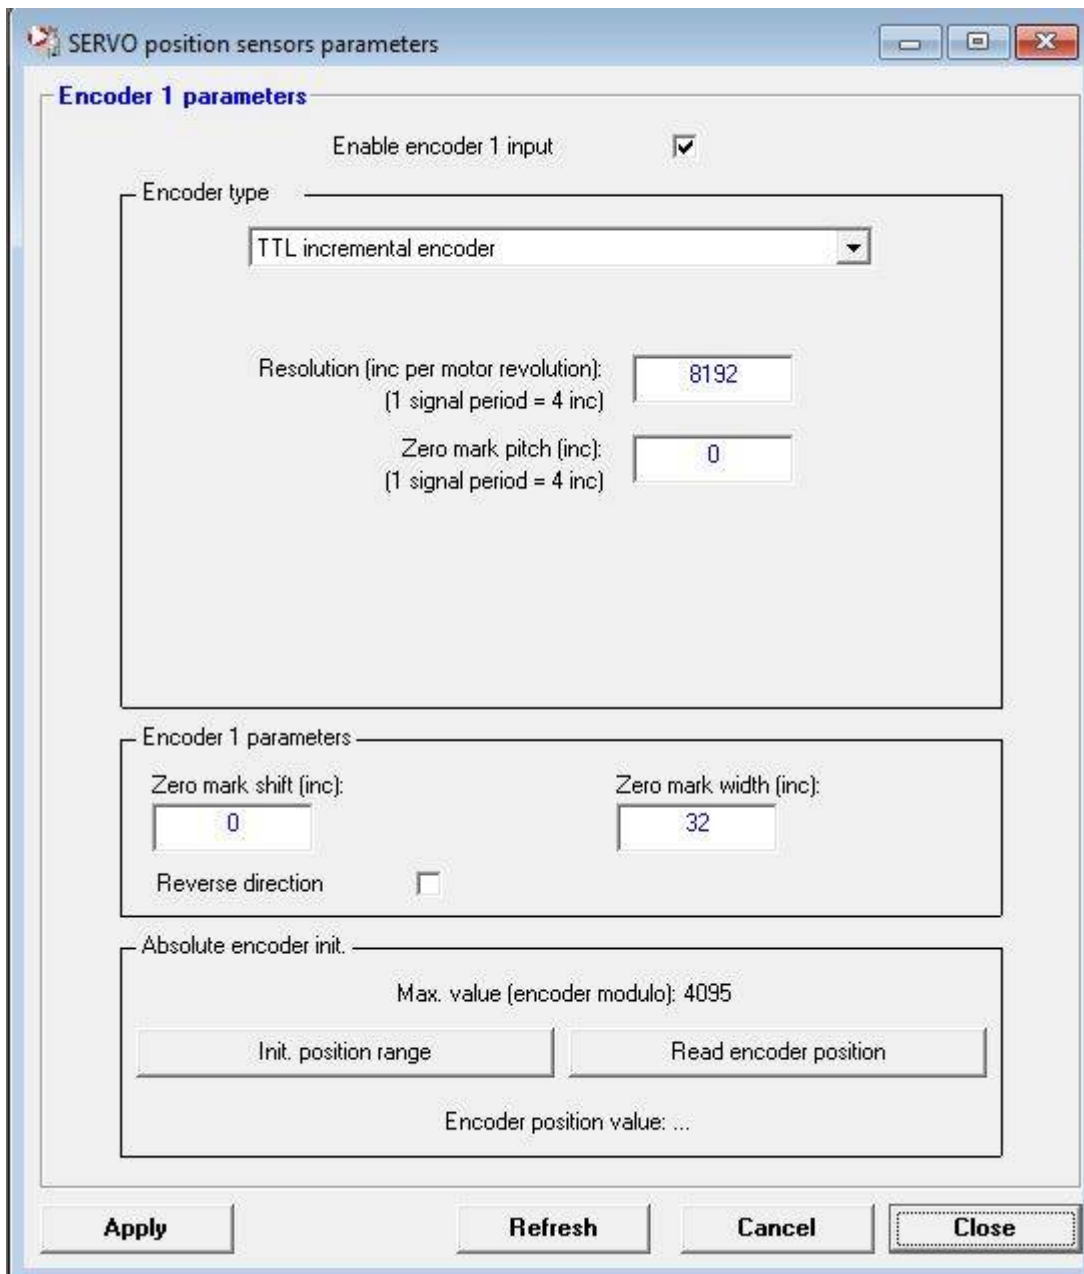 SERVO position sensors parameters
Encoder 1 parameters
Enable encoder 1 input
Encoder type
TTL incremental encoder
Resolution (inc per motor revolution): 8192
(1 signal period = 4 inc)
Zero mark pitch (inc): 0
(1 signal period = 4 inc)
Encoder 1 parameters
Zero mark shift (inc): Zero mark width (inc):
0 32
Reverse direction
Absolute encoder init.
Max. value (encoder modulo): 4095
Init. position range Read encoder position
Encoder position value: ...
Apply Refresh Cancel Close